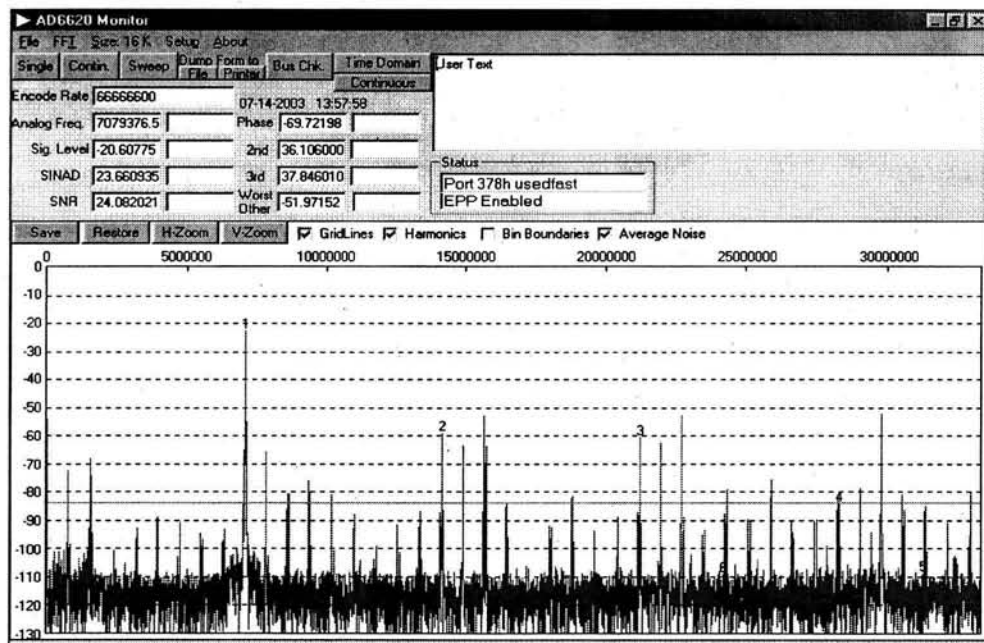 AD6620 Monitor
File FFT Size: 16 K Setup About
Single Contin. Sweep Dump to File Form to Printer Bus Chk. Time Domain
Continuous
User Text
Encode Rate 66666600 07-14-2003 13:57:58
Analog Freq. 7079376.5 Phase -69.72198
Sig. Level -20.60775 2nd 36.106000
SINAD 23.660935 3rd 37.846010
SNR 24.082021 Worst Other -51.97152
Status
Port 378h usedfast
EPP Enabled
Save Restore H-Zoom V-Zoom GridLines Harmonics Bin Boundaries Average Noise
0 5000000 10000000 15000000 20000000 25000000 30000000
0
-10
-20
1
-30
-40
-50
2
3
-60
-70
-80
4
-90
-100
5
-110
-120
-130